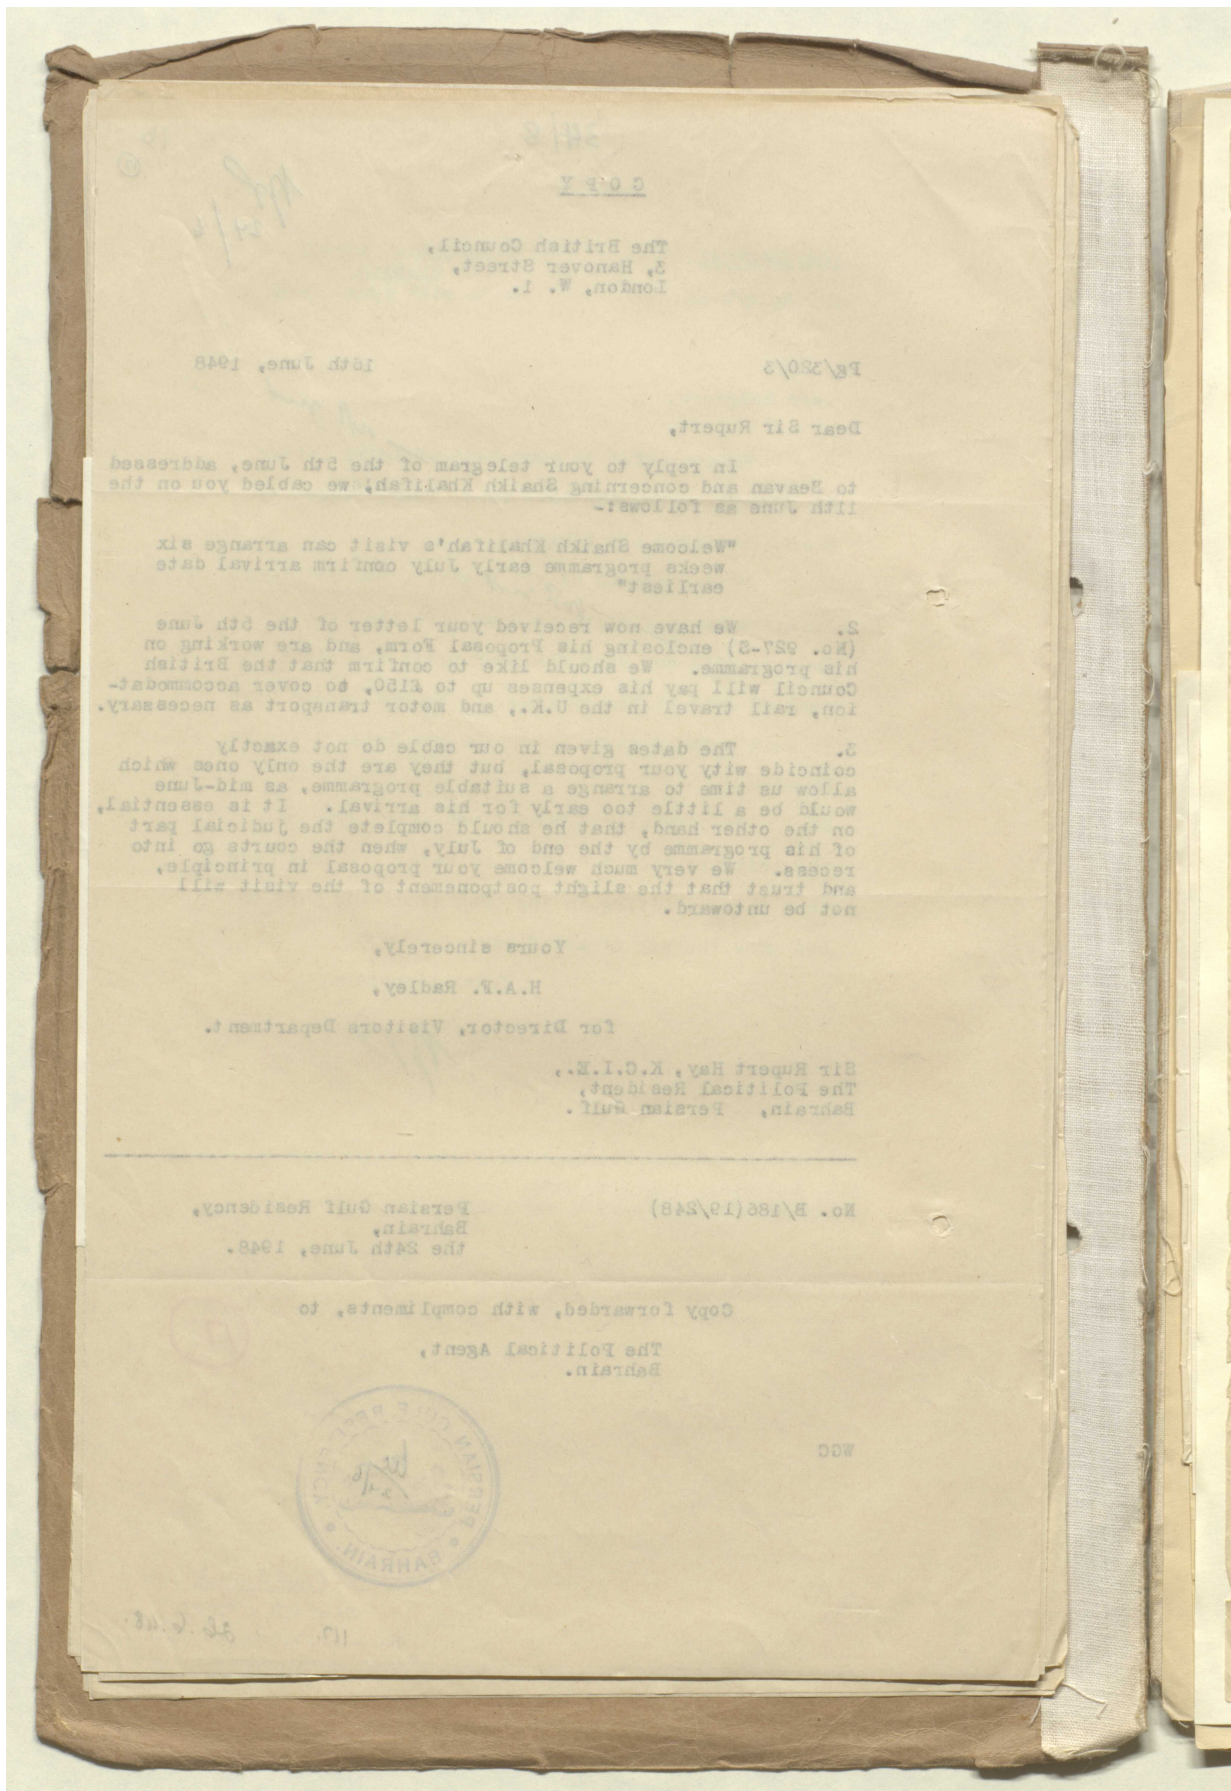 3418
COPY
The British Council,
3, Hanover Street,
London, W. 1.
Pg/320/3 16th June, 1948
Dear Sir Rupert,
In reply to your telegram of the 5th June, addressed
to Beavan and concerning Shaikh Khalifah; we cabled you on the
11th June as follows:-
"Welcome Shaikh Khalifah's visit can arrange six
weeks programme early July confirm arrival date
earliest"
2. We have now received your letter of the 5th June
(No. 927-S) enclosing his Proposal Form, and are working on
his programme. We should like to confirm that the British
Council will pay his expenses up to £150, to cover accommodat-
ion, rail travel in the U.K., and motor transport as necessary.
3. The dates given in our cable do not exactly
coincide wity your proposal, but they are the only ones which
allow us time to arrange a suitable programme, as mid-June
would be a little too early for his arrival. It is essential,
on the other hand, that he should complete the judicial part
of his programme by the end of July, when the courts go into
recess. We very much welcome your proposal in principle,
and trust that the slight postponement of the visit will
not be untoward.
Yours sincerely,
H.A.F. Radley,
for Director, Visitors Department.
Sir Rupert Hay, K.C.I.E.,
The Political Resident,
Bahrain, Persian Gulf.
No. B/186(19/248) Persian Gulf Residency,
Bahrain,
the 24th June, 1948.
Copy forwarded, with compliments, to
The Political Agent,
Bahrain.
WGC
PERSIAN GULF RESIDENCY
BAHRAIN
26.6.48.